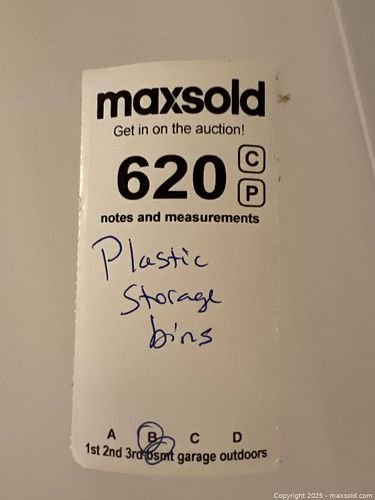 maxsold
Get in on the auction!
620 C P
notes and measurements
Plastic
Storage
bins
A B C D
1st 2nd 3rd bsmt garage outdoors
Copyright © 2025 - maxsold.com